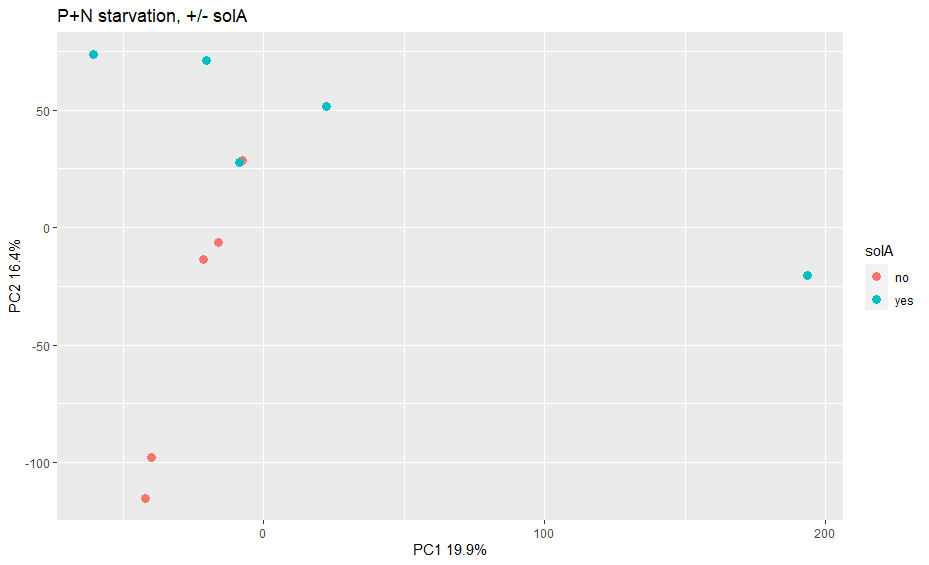 P+N starvation, +/- solA
50
0
-50
-100
PC2 16.4%
0
100
200
PC1 19.9%
solA
no
yes